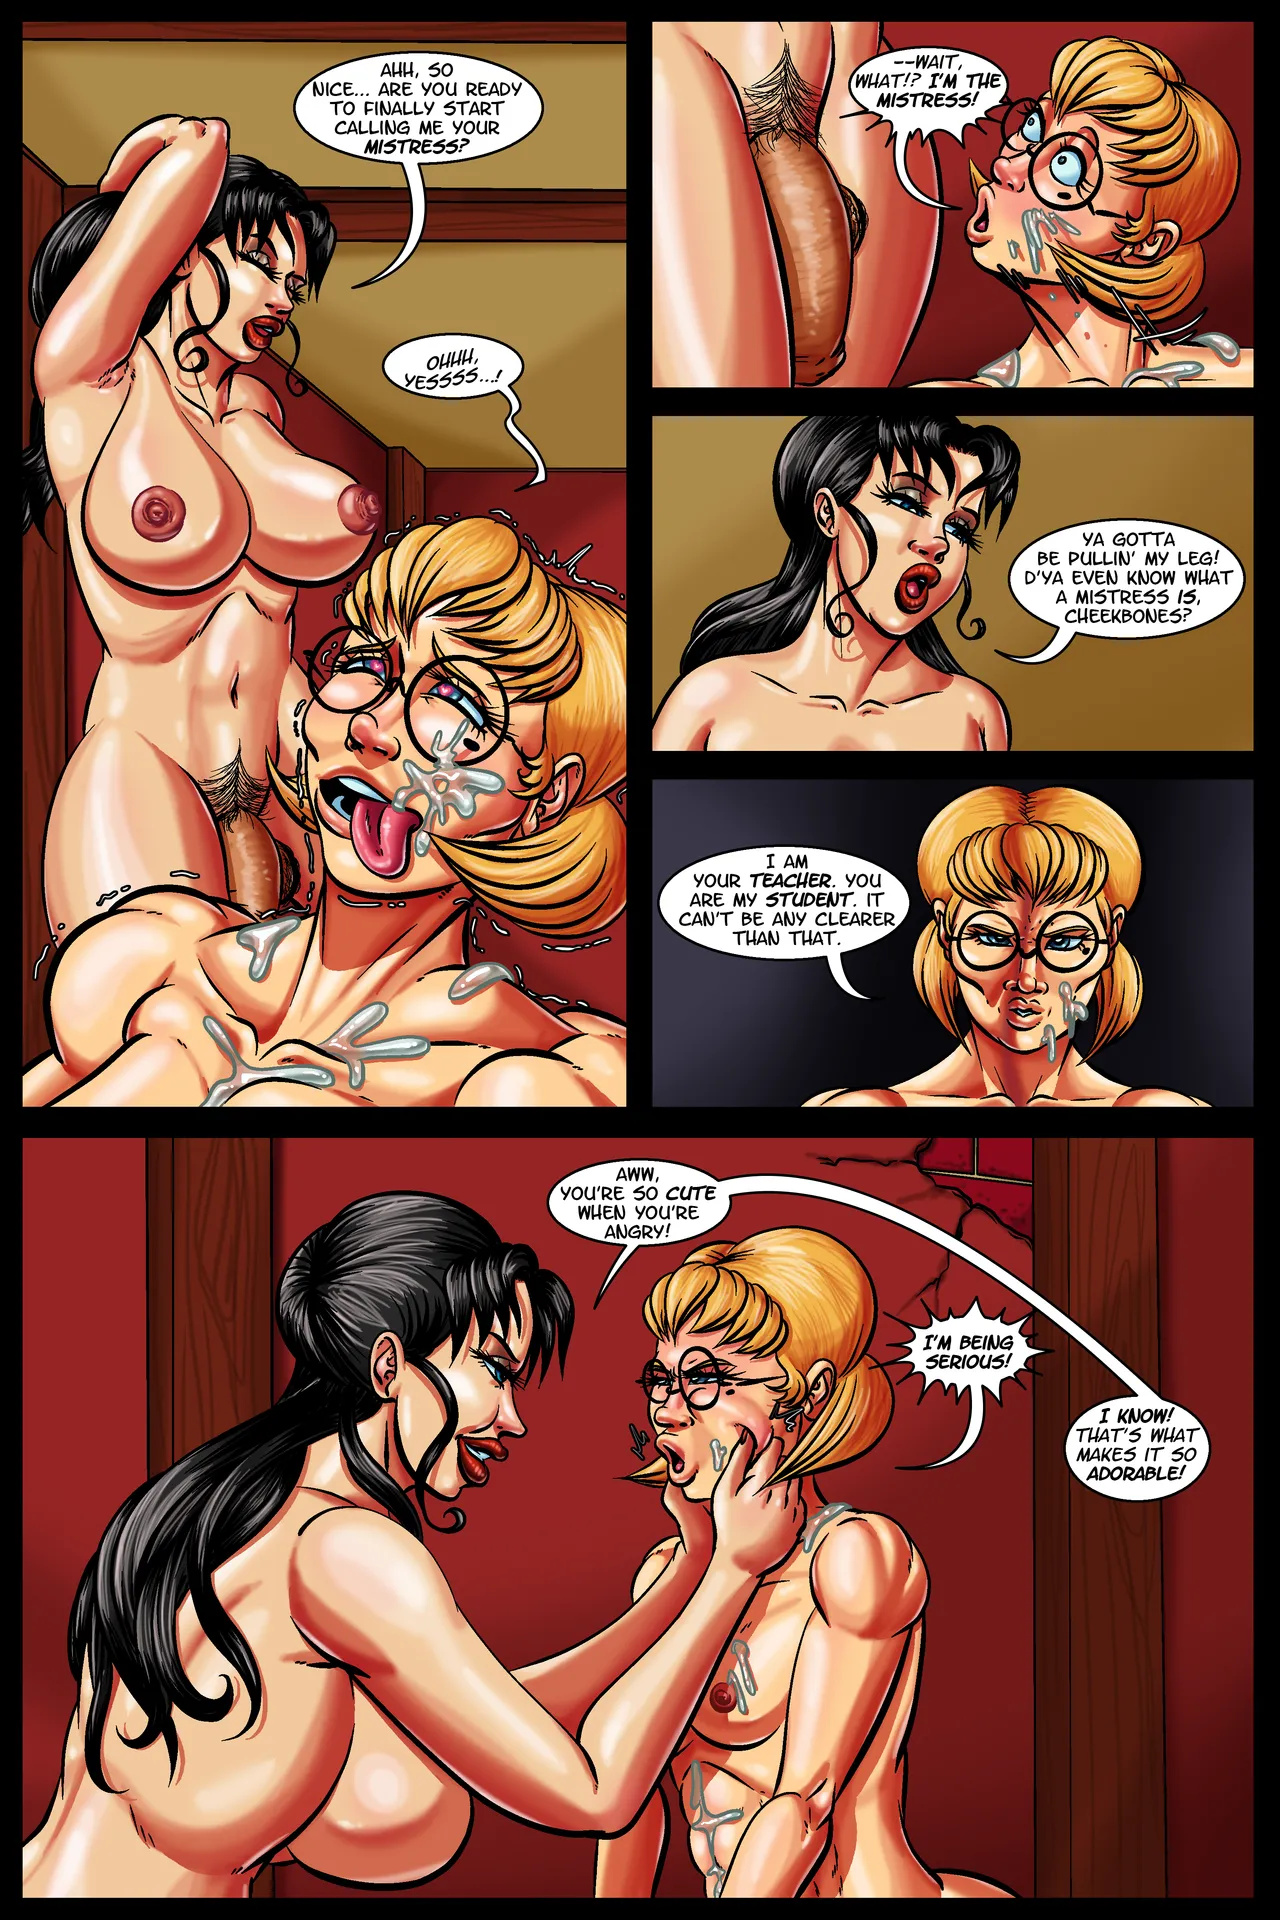 AHH, SO
NICE... ARE YOU READY
TO FINALLY START
CALLING ME YOUR
MISTRESS?
OHHH,
YESSSS...!
--WAIT,
WHAT!? I'M THE
MISTRESS!
YA GOTTA
BE PULLIN' MY LEG!
D'YA EVEN KNOW WHAT
A MISTRESS IS,
CHEEKBONES?
I AM
YOUR TEACHER. YOU
ARE MY STUDENT. IT
CAN'T BE ANY CLEARER
THAN THAT.
AWW,
YOU'RE SO CUTE
WHEN YOU'RE
ANGRY!
I'M BEING
SERIOUS!
I KNOW!
THAT'S WHAT
MAKES IT SO
ADORABLE!